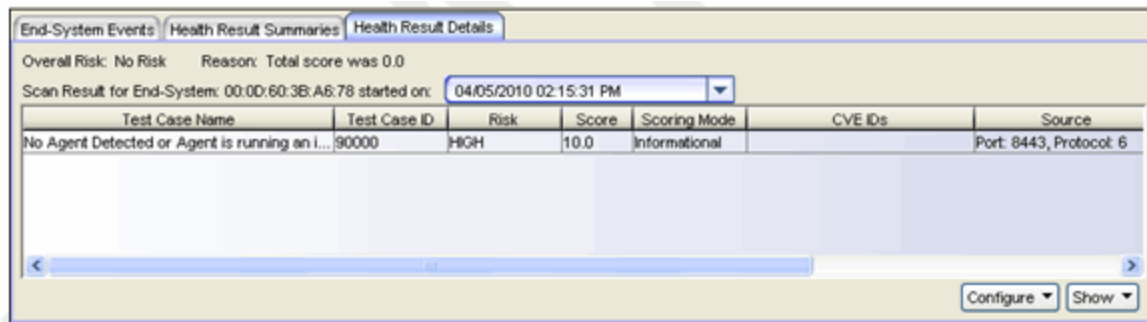 End-System Events Health Result Summaries Health Result Details
Overall Risk: No Risk Reason: Total score was 0.0
Scan Result for End-System: 00:0D:60:3B:A6:78 started on: 04/05/2010 02:15:31 PM
Test Case Name Test Case ID Risk Score Scoring Mode CVE IDs Source
No Agent Detected or Agent is running an i... 90000 HIGH 10.0 Informational Port: 8443, Protocol: 6
Configure Show